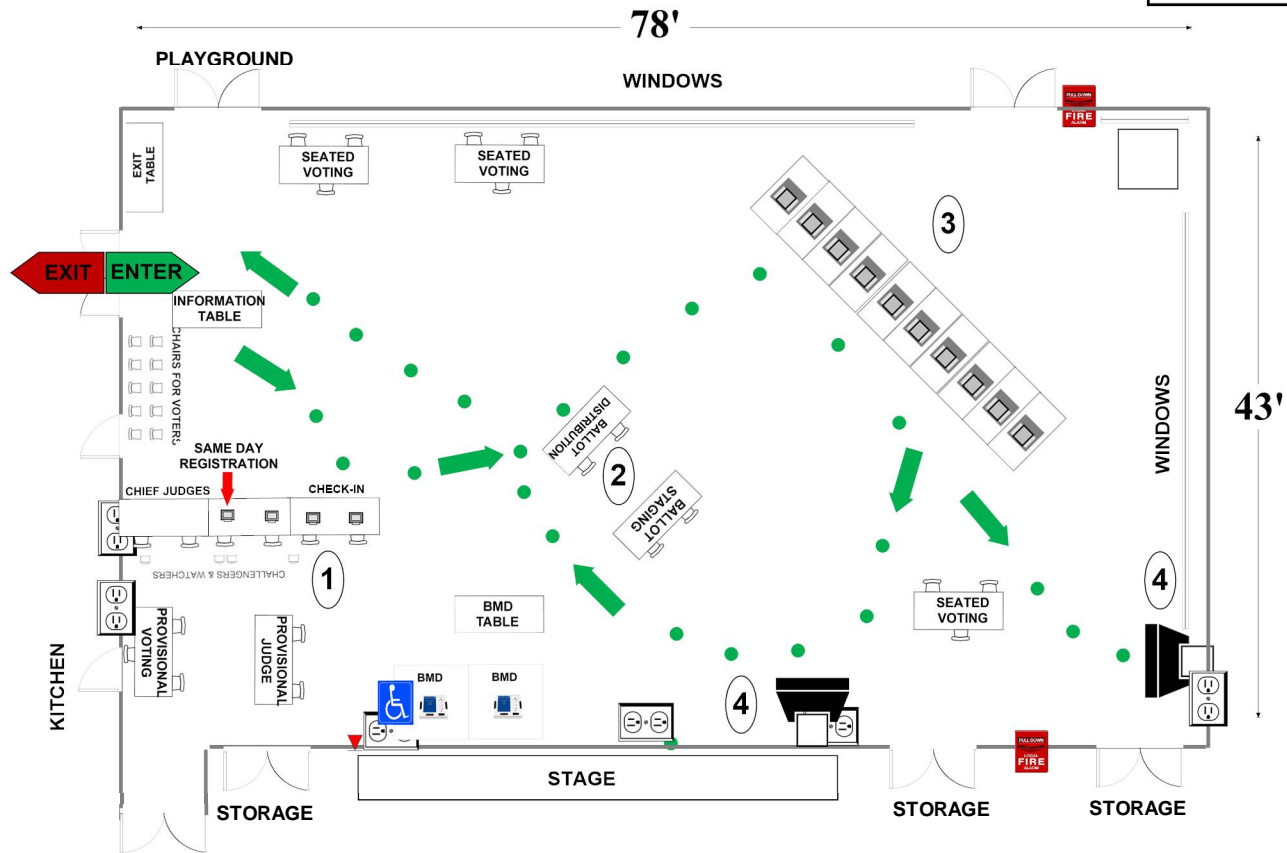 78'
PLAYGROUND
WINDOWS
PULL DOWN
FIRE
ALARM
EXIT
TABLE
SEATED
VOTING
SEATED
VOTING
3
EXIT
ENTER
INFORMATION
TABLE
CHAIRS FOR VOTERS
WINDOWS
43'
BALLOT
DISTRIBUTION
2
BALLOT
STAGING
SAME DAY
REGISTRATION
CHIEF JUDGES
CHECK-IN
CHALLENGERS & WATCHERS
1
4
SEATED
VOTING
BMD
TABLE
PROVISIONAL
VOTING
PROVISIONAL
JUDGE
KITCHEN
BMD
BMD
4
PULL DOWN
LOCAL
FIRE
ALARM
STAGE
STORAGE
STORAGE
STORAGE